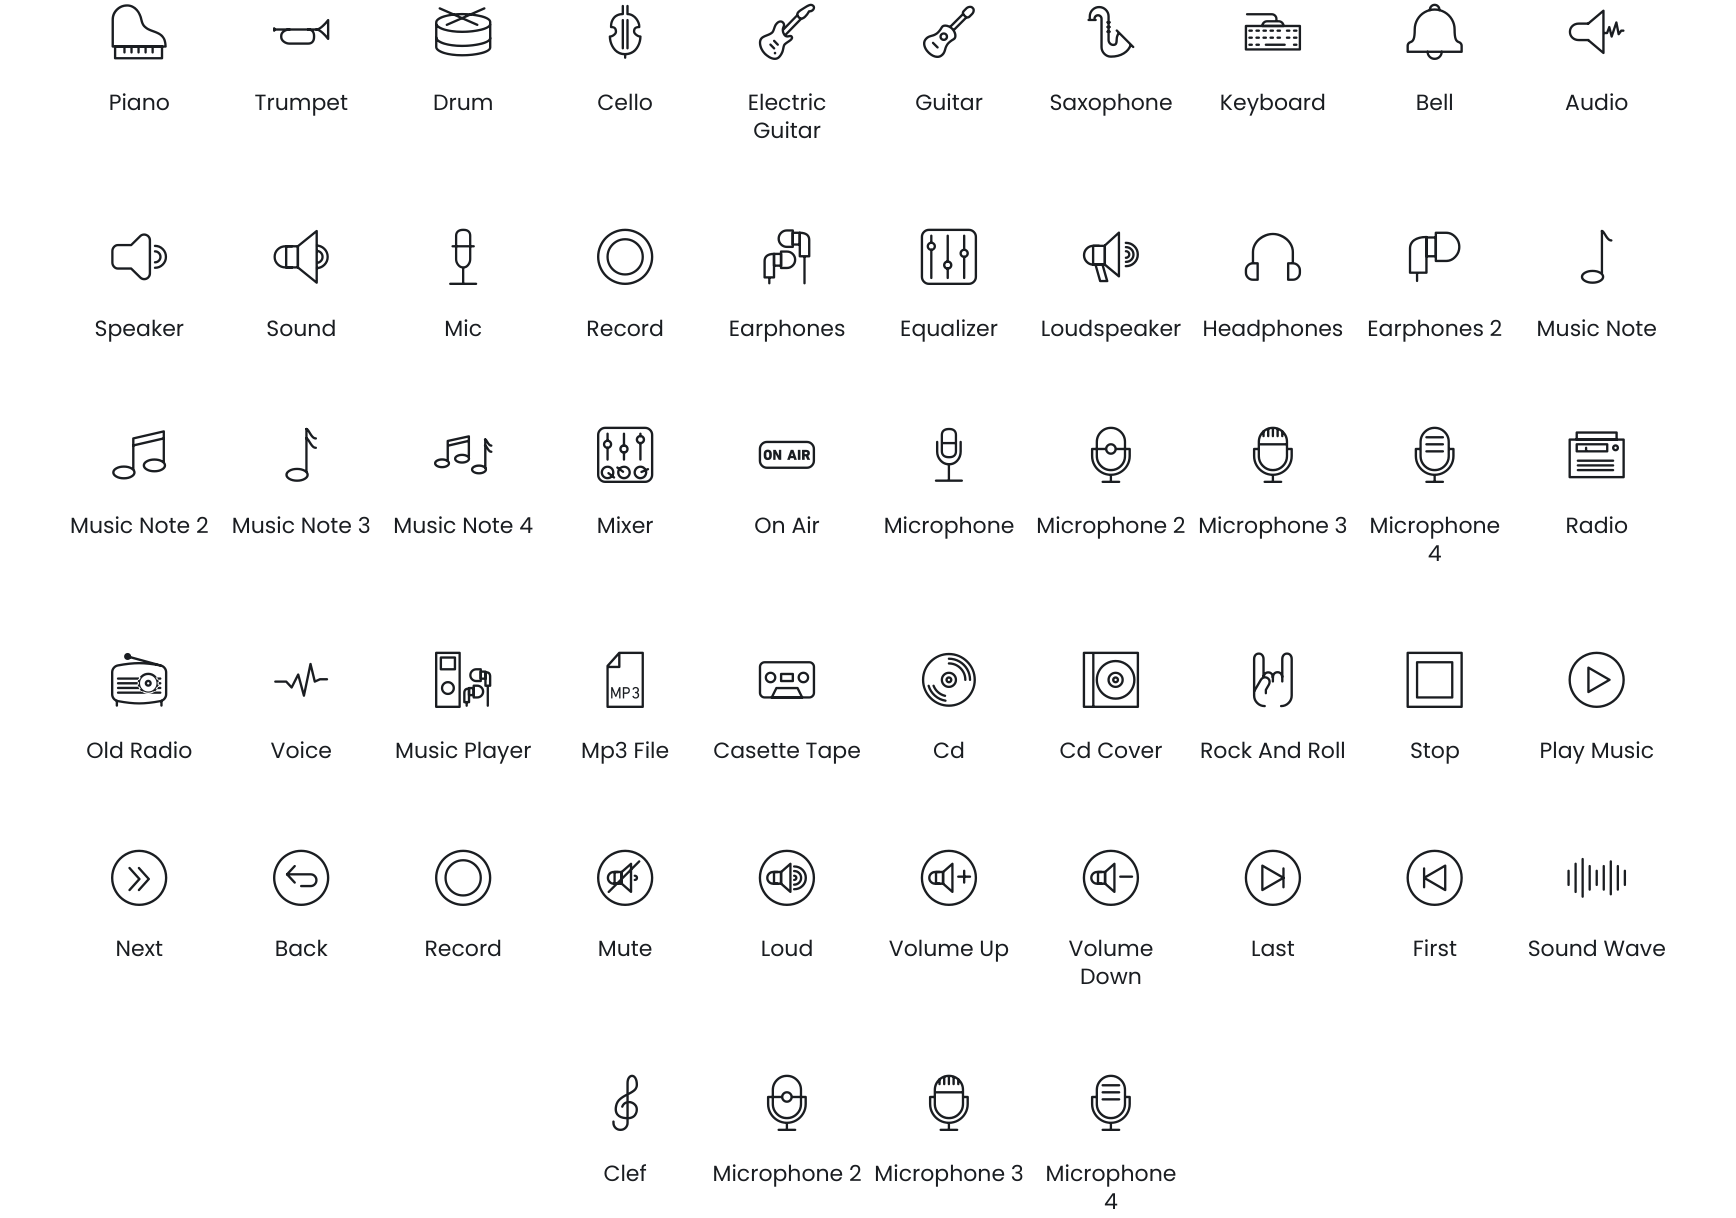 Piano Trumpet Drum Cello Electric Guitar Saxophone Keyboard Bell Audio
Guitar
Speaker Sound Mic Record Earphones Equalizer Loudspeaker Headphones Earphones 2 Music Note
ON AIR
Music Note 2 Music Note 3 Music Note 4 Mixer On Air Microphone Microphone 2 Microphone 3 Microphone Radio
4
MP3
Old Radio Voice Music Player Mp3 File Casette Tape Cd Cd Cover Rock And Roll Stop Play Music
Next Back Record Mute Loud Volume Up Volume Last First Sound Wave
Down
Clef Microphone 2 Microphone 3 Microphone
4